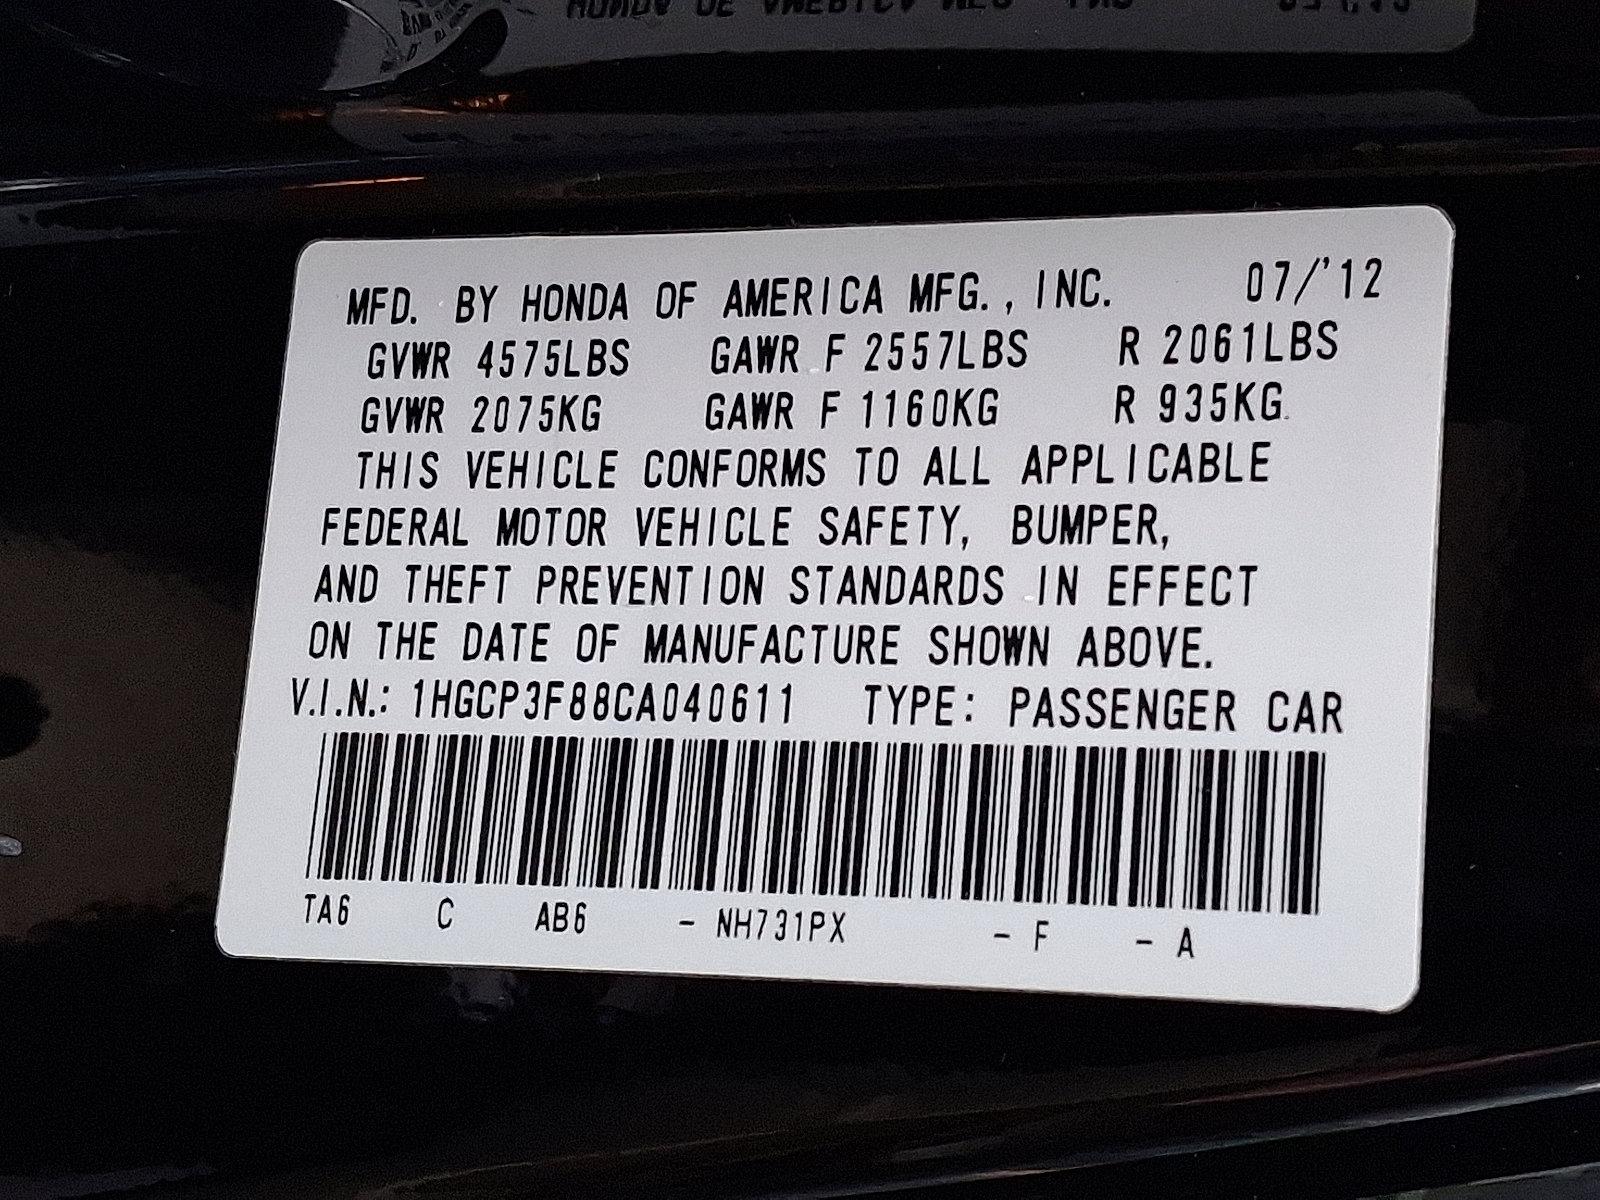 MFD. BY HONDA OF AMERICA MFG., INC. 07/'12
GVWR 4575LBS GAWR F 2557LBS R 2061LBS
GVWR 2075KG GAWR F 1160KG R 935KG
THIS VEHICLE CONFORMS TO ALL APPLICABLE
FEDERAL MOTOR VEHICLE SAFETY, BUMPER,
AND THEFT PREVENTION STANDARDS IN EFFECT
ON THE DATE OF MANUFACTURE SHOWN ABOVE.
V.I.N.: 1HGCP3F88CA040611 TYPE: PASSENGER CAR
TA6 C AB6 - NH731PX - F - A